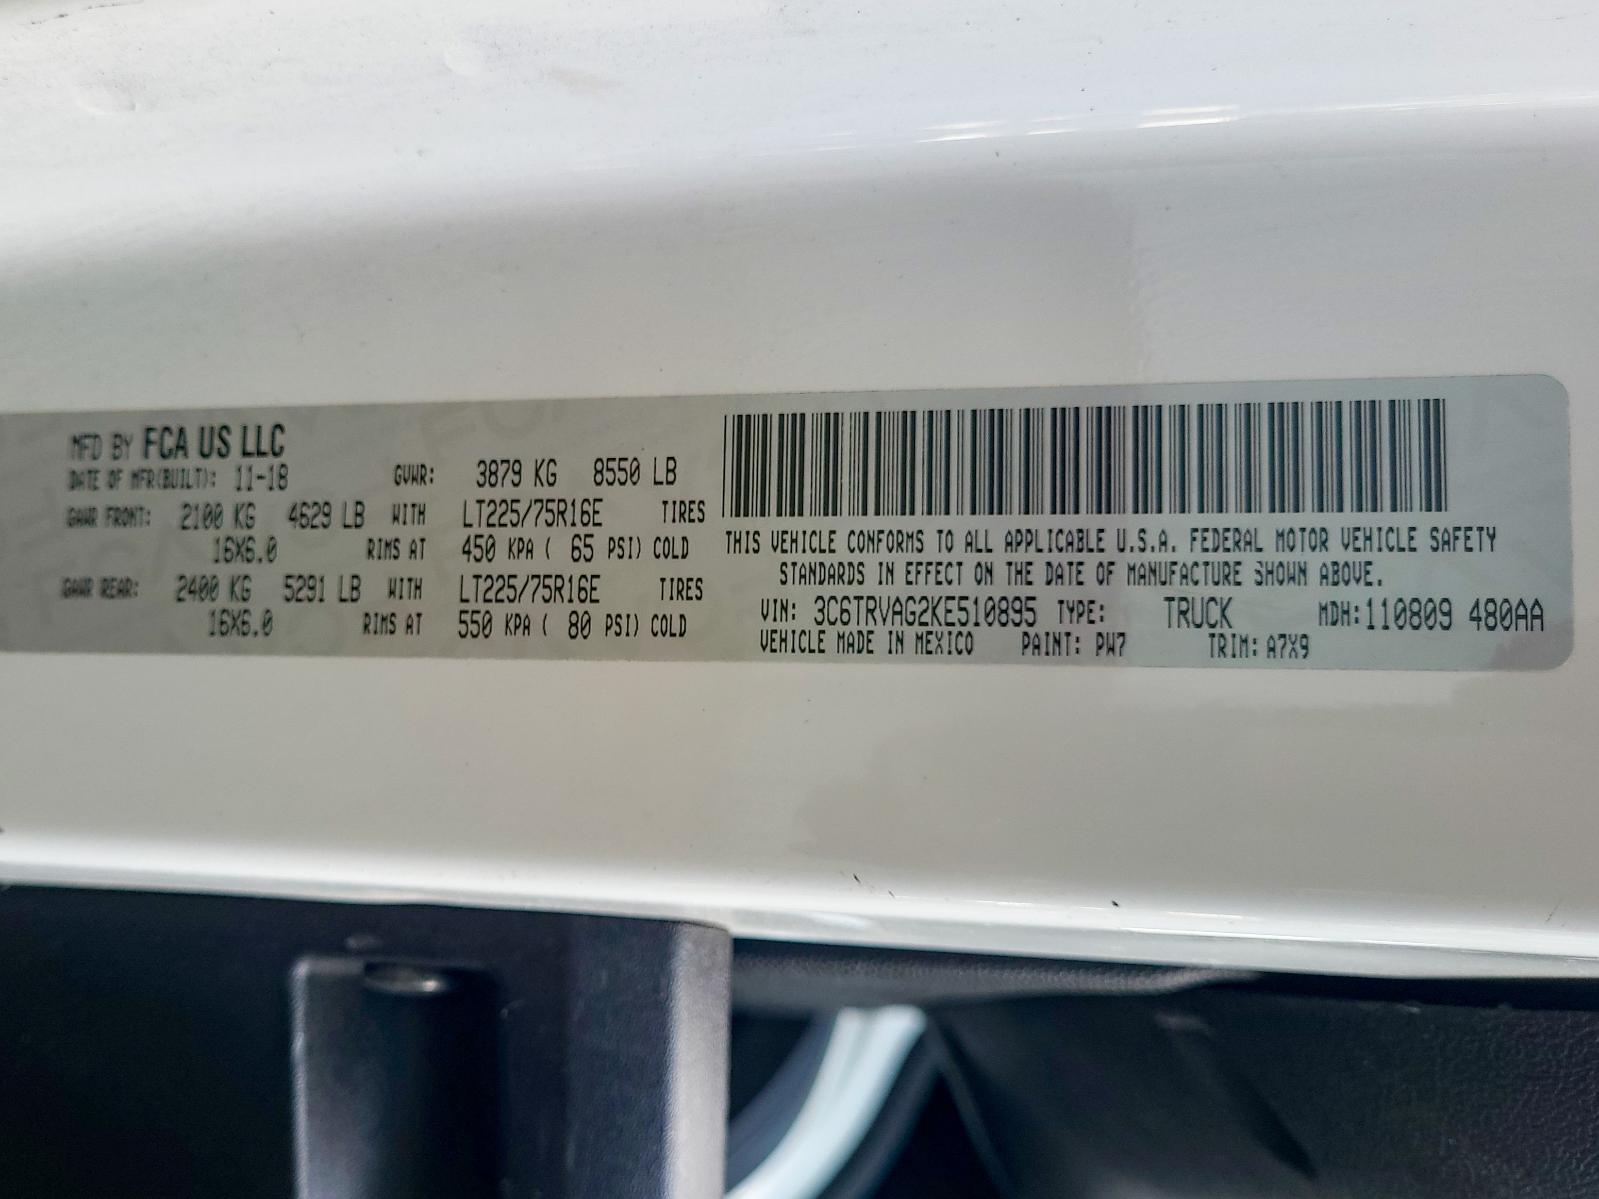 MFD BY FCA US LLC
DATE OF MFR(BUILT): 11-18 GVWR: 3879 KG 8550 LB
GAWR FRONT: 2100 KG 4629 LB WITH LT225/75R16E TIRES
16X6.0 RIMS AT 450 KPA ( 65 PSI) COLD
GAWR REAR: 2400 KG 5291 LB WITH LT225/75R16E TIRES
16X6.0 RIMS AT 550 KPA ( 80 PSI) COLD
THIS VEHICLE CONFORMS TO ALL APPLICABLE U.S.A. FEDERAL MOTOR VEHICLE SAFETY
STANDARDS IN EFFECT ON THE DATE OF MANUFACTURE SHOWN ABOVE.
VIN: 3C6TRVAG2KE510895 TYPE: TRUCK MDH:110809 480AA
VEHICLE MADE IN MEXICO PAINT: PW7 TRIM: A7X9